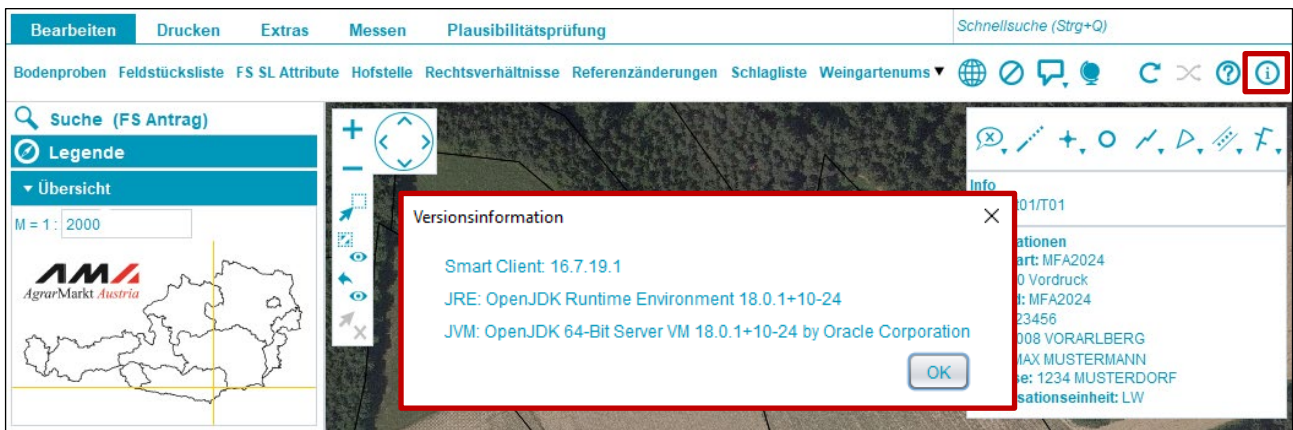 Bearbeiten Drucken Extras Messen Plausibilitätsprüfung Schnellsuche (Strg+Q)
Bodenproben Feldstücksliste FS SL Attribute Hofstelle Rechtsverhältnisse Referenzänderungen Schlagliste Weingartenums
Suche (FS Antrag)
Legende
Übersicht
M = 1 : 2000
AMA
AgrarMarkt Austria
Versionsinformation
Smart Client: 16.7.19.1
JRE: OpenJDK Runtime Environment 18.0.1+10-24
JVM: OpenJDK 64-Bit Server VM 18.0.1+10-24 by Oracle Corporation
OK
Info
01/T01
ationen
art: MFA2024
0 Vordruck
: MFA2024
23456
008 VORARLBERG
MAX MUSTERMANN
se: 1234 MUSTERDORF
sationseinheit: LW